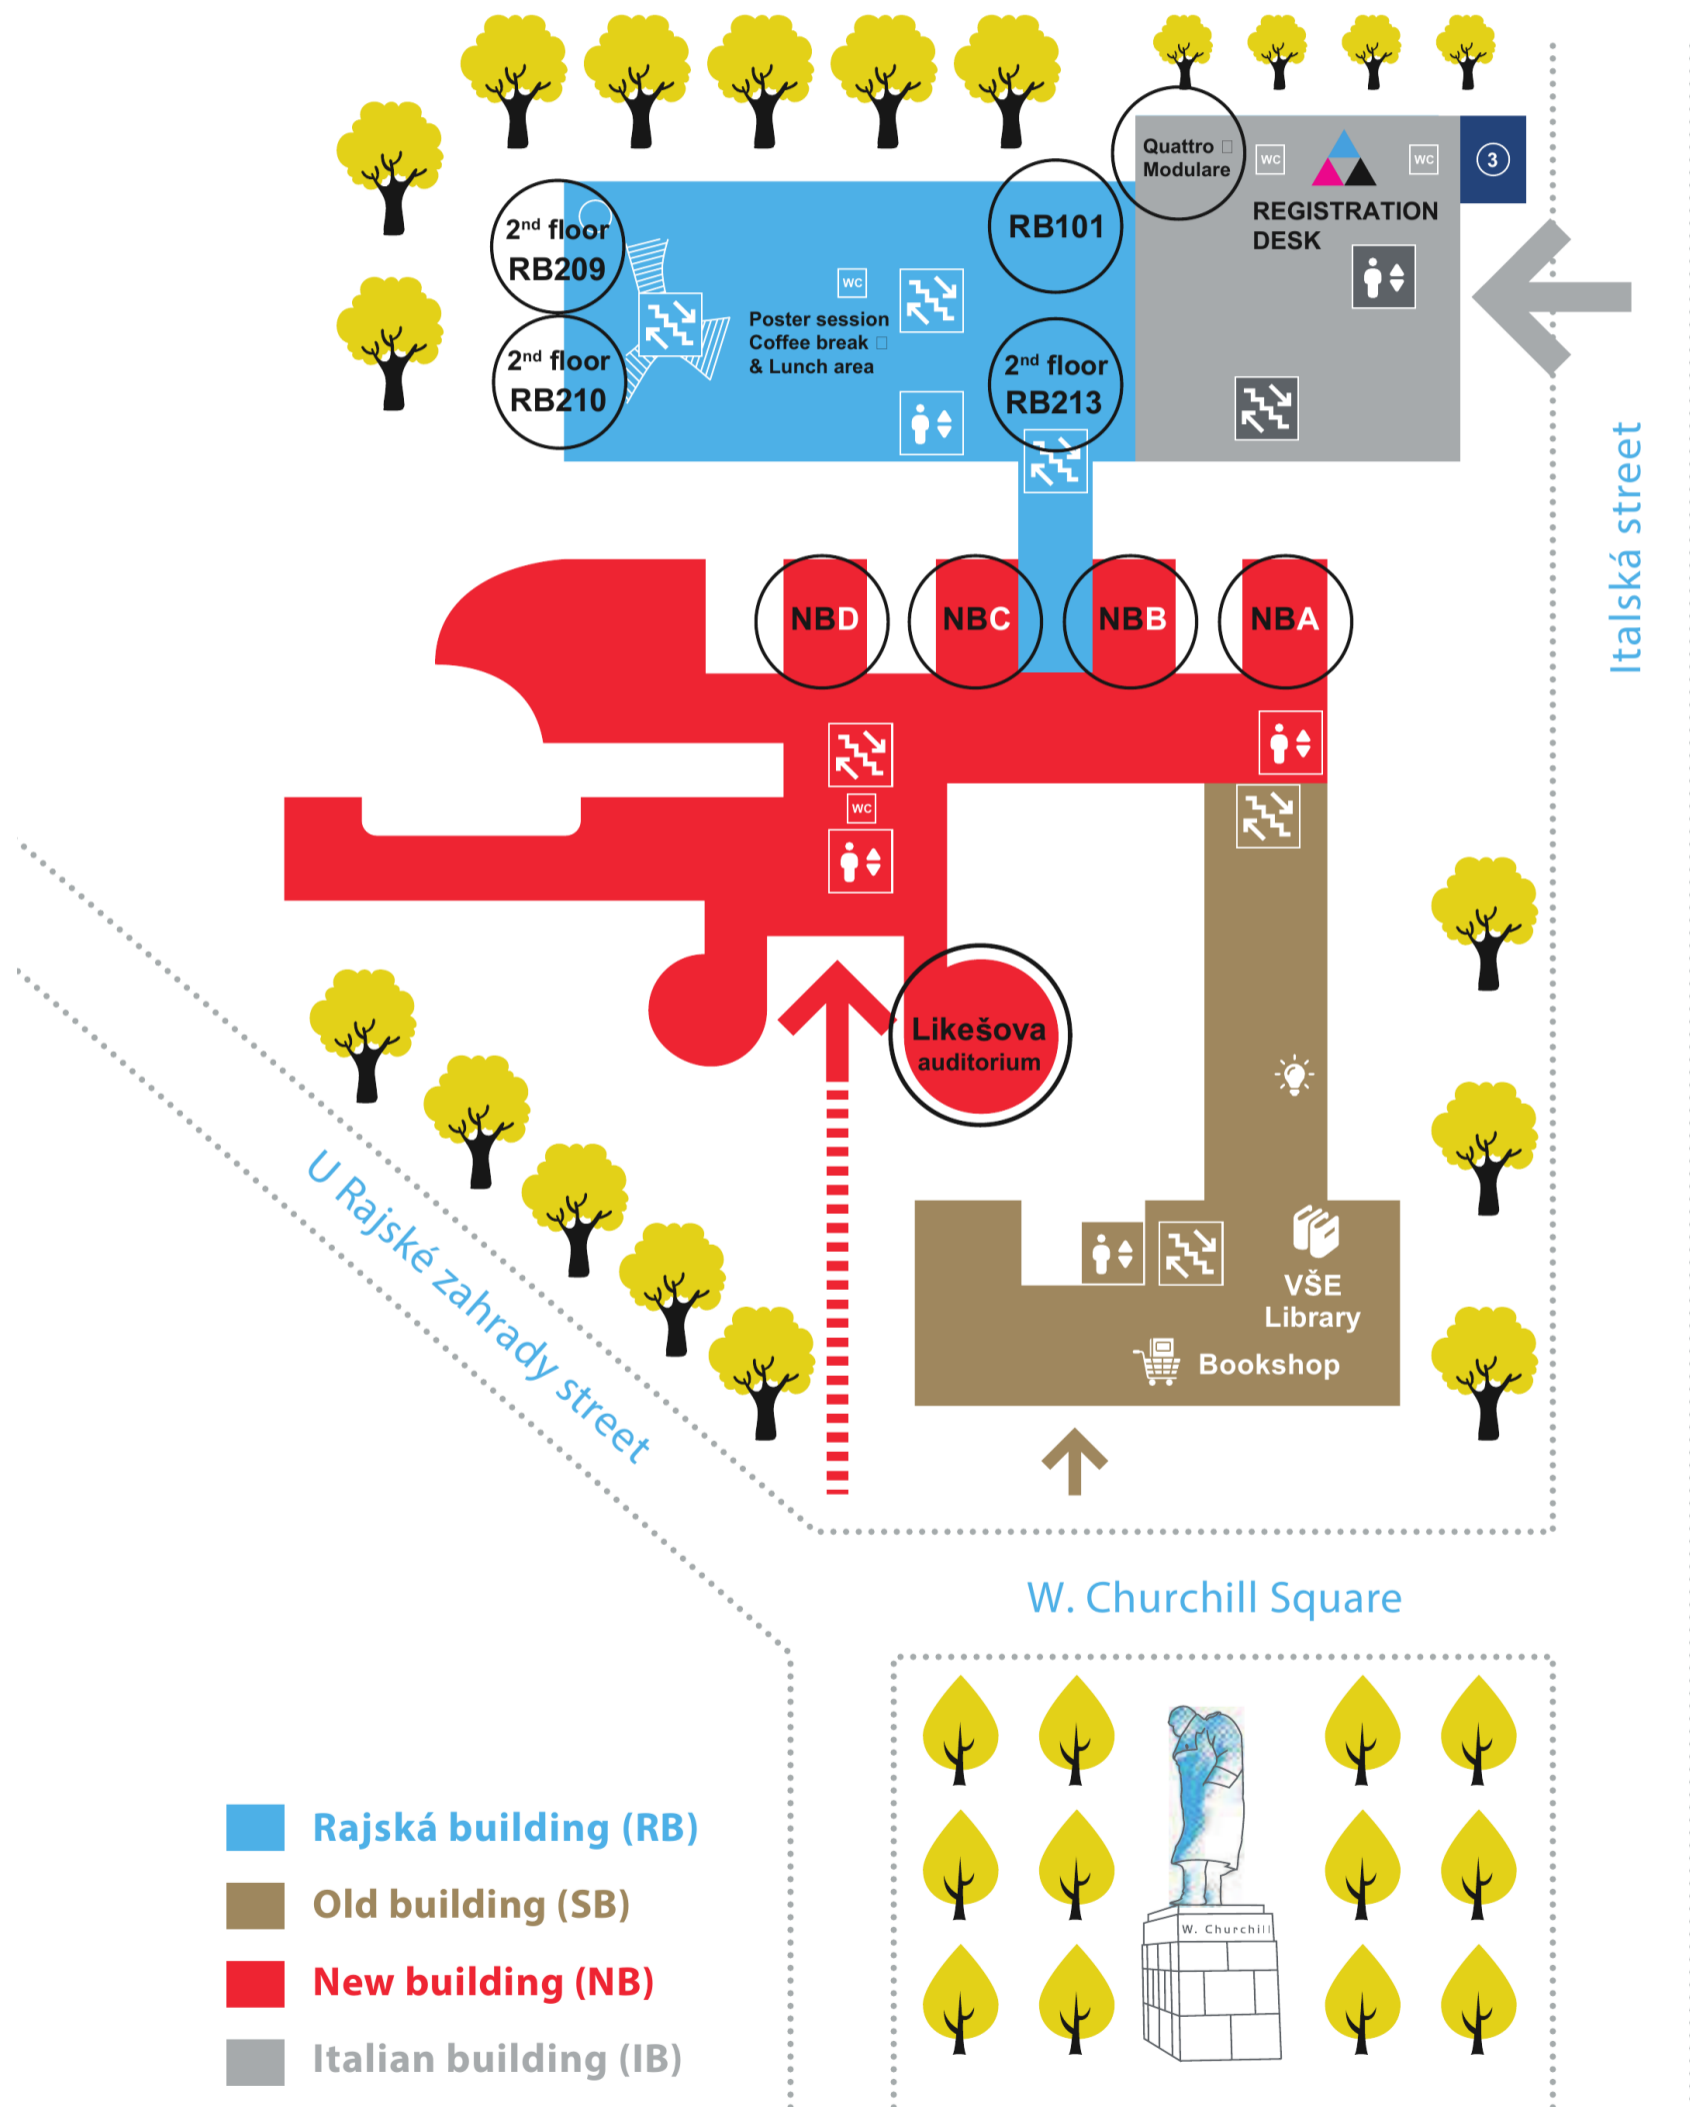 Quattro
Modulare
WC
WC
3
REGISTRATION
DESK
2nd floor
RB209
RB101
WC
Poster session
Coffee break
& Lunch area
2nd floor
RB210
2nd floor
RB213
Italská street
NBD
NBC
NBB
NBA
WC
Likešova
auditorium
U Rajské zahrady street
VŠE
Library
Bookshop
W. Churchill Square
W. Churchill
Rajská building (RB)
Old building (SB)
New building (NB)
Italian building (IB)